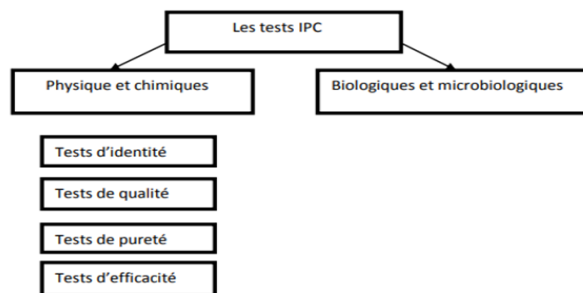 Les tests IPC
Physique et chimiques
Biologiques et microbiologiques
Tests d'identité
Tests de qualité
Tests de pureté
Tests d'efficacité